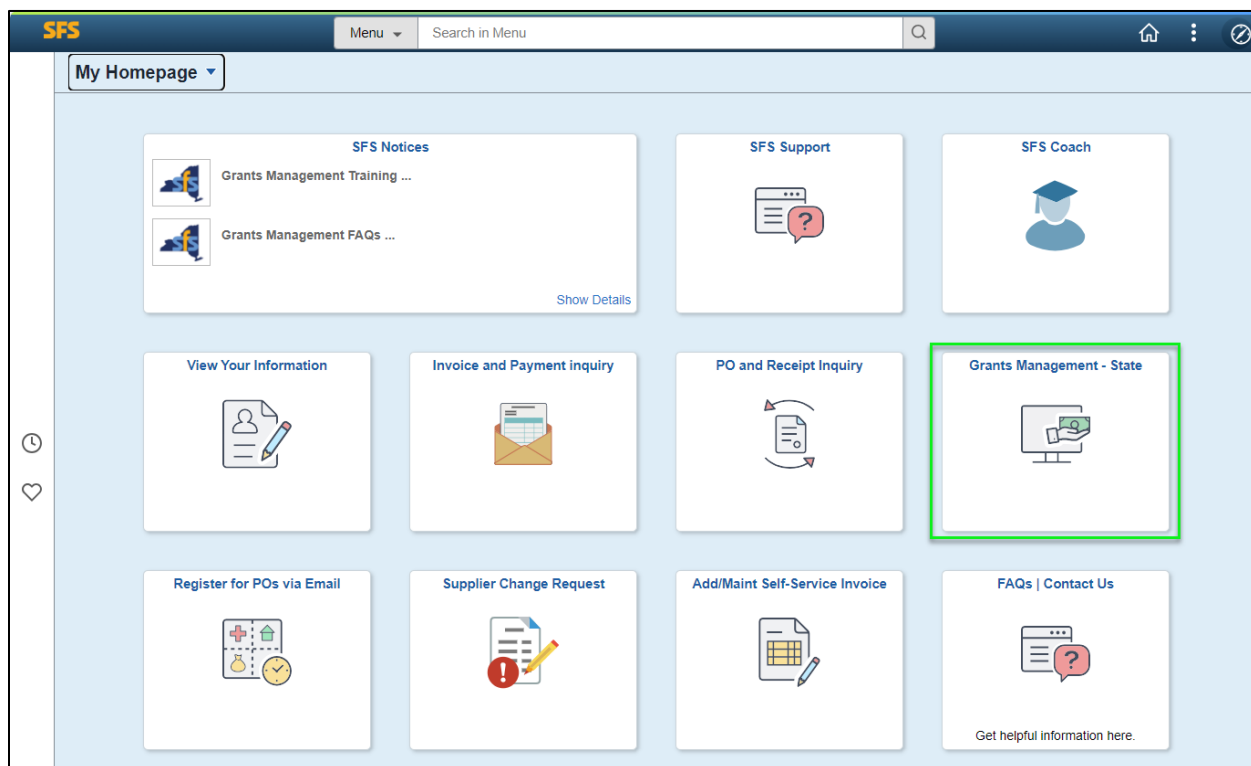 SFS
Menu
Search in Menu
My Homepage
SFS Notices
Grants Management Training ...
Grants Management FAQs ...
Show Details
SFS Support
?
SFS Coach
View Your Information
Invoice and Payment inquiry
PO and Receipt Inquiry
Grants Management - State
Register for POs via Email
Supplier Change Request
!
Add/Maint Self-Service Invoice
FAQs | Contact Us
?
Get helpful information here.
sfs
sfs